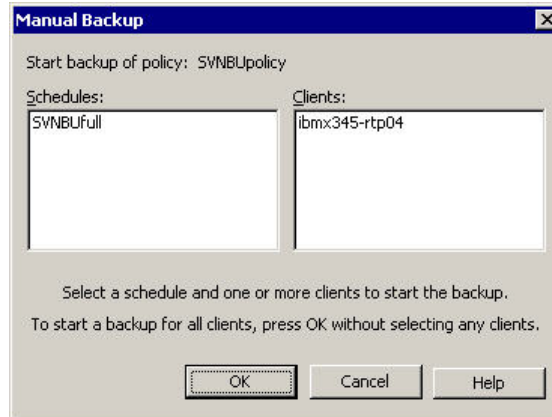 Manual Backup
Start backup of policy: SVNBUpolicy
Schedules:
Clients:
SVNBUfull
ibmx345-rtp04
Select a schedule and one or more clients to start the backup.
To start a backup for all clients, press OK without selecting any clients.
OK
Cancel
Help